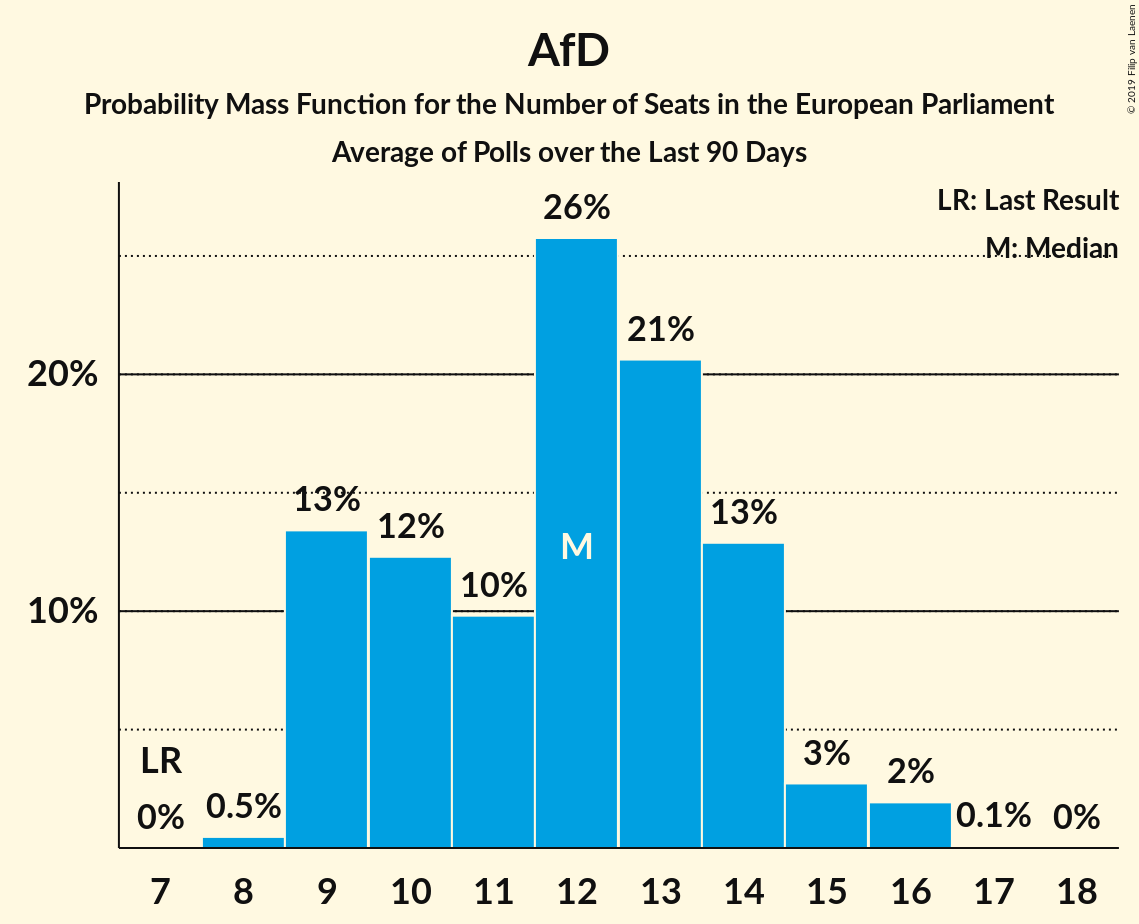 AfD
Probability Mass Function for the Number of Seats in the European Parliament
Average of Polls over the Last 90 Days
© 2019 Filip van Laenen
LR: Last Result
M: Median
26%
21%
20%
13%
12%
13%
M
10%
10%
LR
0%
0.5%
3%
2%
0.1%
0%
7 8 9 10 11 12 13 14 15 16 17 18